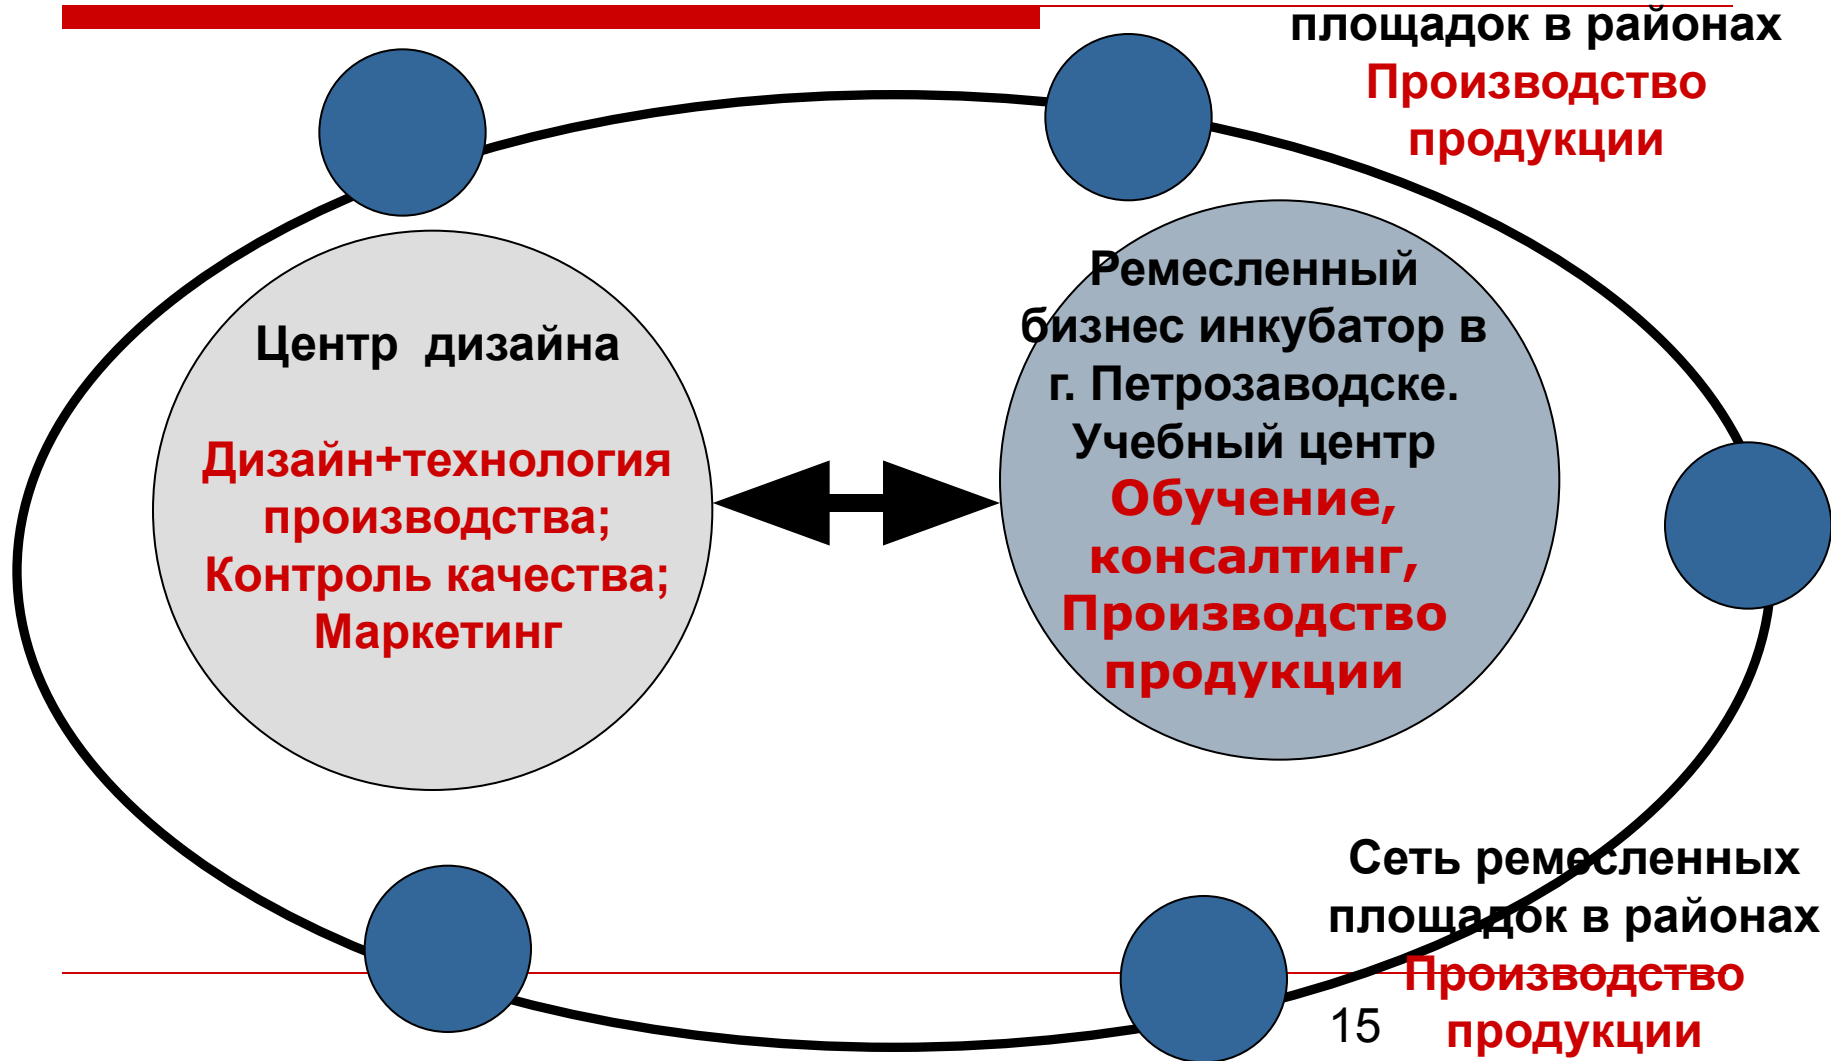 площадок в районах
Производство
продукции
Центр дизайна
Дизайн+технология
производства;
Контроль качества;
Маркетинг
Ремесленный
бизнес инкубатор в
г. Петрозаводске.
Учебный центр
Обучение,
консалтинг,
Производство
продукции
Сеть ремесленных
площадок в районах
Производство
продукции
15